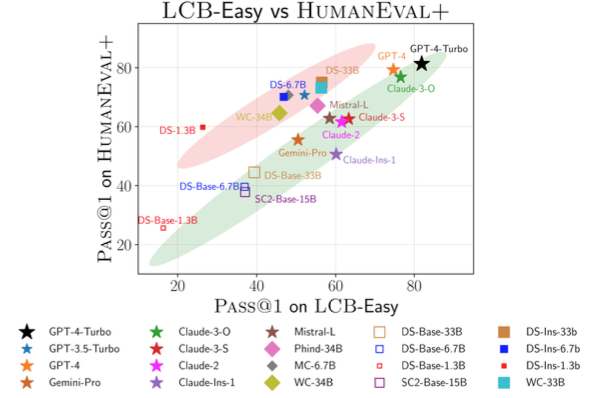 LCB-Easy vs HUMANEVAL+
PASS@1 on HUMANEVAL+
80
60
40
20
GPT-4-Turbo
GPT-4
DS-33B
Claude-3-O
DS-6.7B
Mistral-L
WC-34B
Claude-3-S
DS-1.3B
Claude-2
Gemini-Pro
Claude-Ins-1
DS-Base-33B
DS-Base-6.7B
SC2-Base-15B
DS-Base-1.3B
20 40 60 80
PASS@1 on LCB-Easy
GPT-4-Turbo Claude-3-O Mistral-L DS-Base-33B DS-Ins-33b
GPT-3.5-Turbo Claude-3-S Phind-34B DS-Base-6.7B DS-Ins-6.7b
GPT-4 Claude-2 MC-6.7B DS-Base-1.3B DS-Ins-1.3b
Gemini-Pro Claude-Ins-1 WC-34B SC2-Base-15B WC-33B